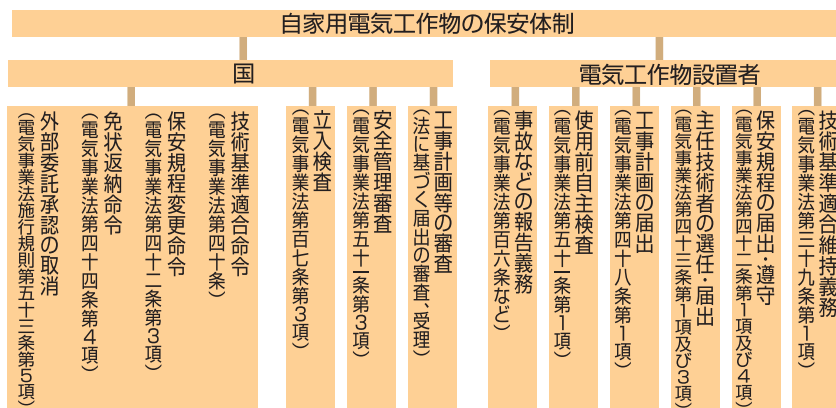 自家用電気工作物の保安体制
国
電気工作物設置者
技術基準適合維持義務
(電気事業法第三十九条第1項)
保安規程の届出・遵守
(電気事業法第四十二条第1項及び4項)
主任技術者の選任・届出
(電気事業法第四十三条第1項及び3項)
工事計画の届出
(電気事業法第四十八条第1項)
使用前自主検査
(電気事業法第五十一条第1項)
事故などの報告義務
(電気事業法第百六条など)
工事計画等の審査
(法に基づく届出の審査、受理)
安全管理審査
(電気事業法第五十一条第3項)
立入検査
(電気事業法第百七条第3項)
技術基準適合命令
(電気事業法第四十条)
保安規程変更命令
(電気事業法第四十二条第3項)
免状返納命令
(電気事業法第四十四条第4項)
外部委託承認の取消
(電気事業法施行規則第五十三条第5項)